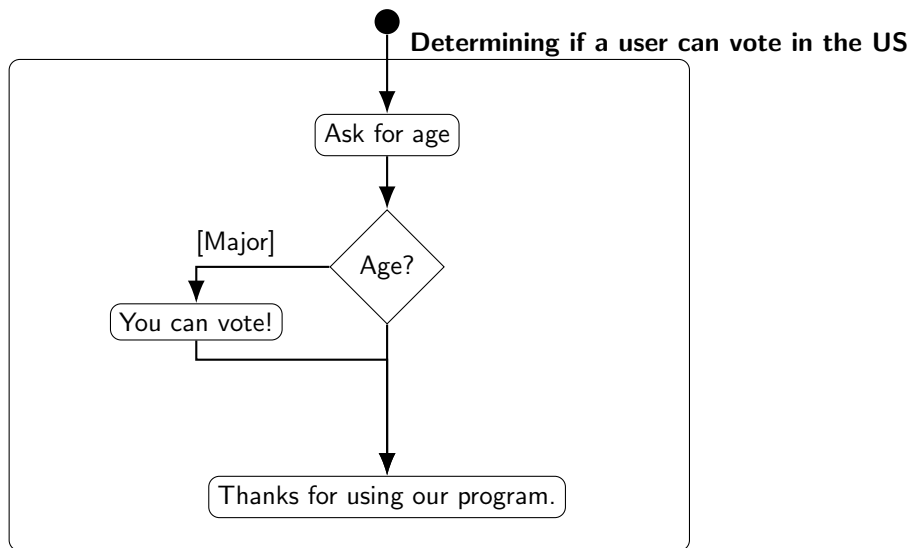 Determining if a user can vote in the US
Ask for age
Age?
[Major]
You can vote!
Thanks for using our program.